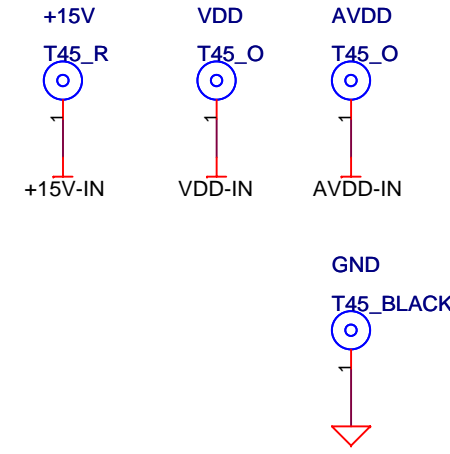 +15V VDD AVDD
T45_R T45_O T45_O
1 1 1
+15V-IN VDD-IN AVDD-IN
GND
T45_BLACK
1